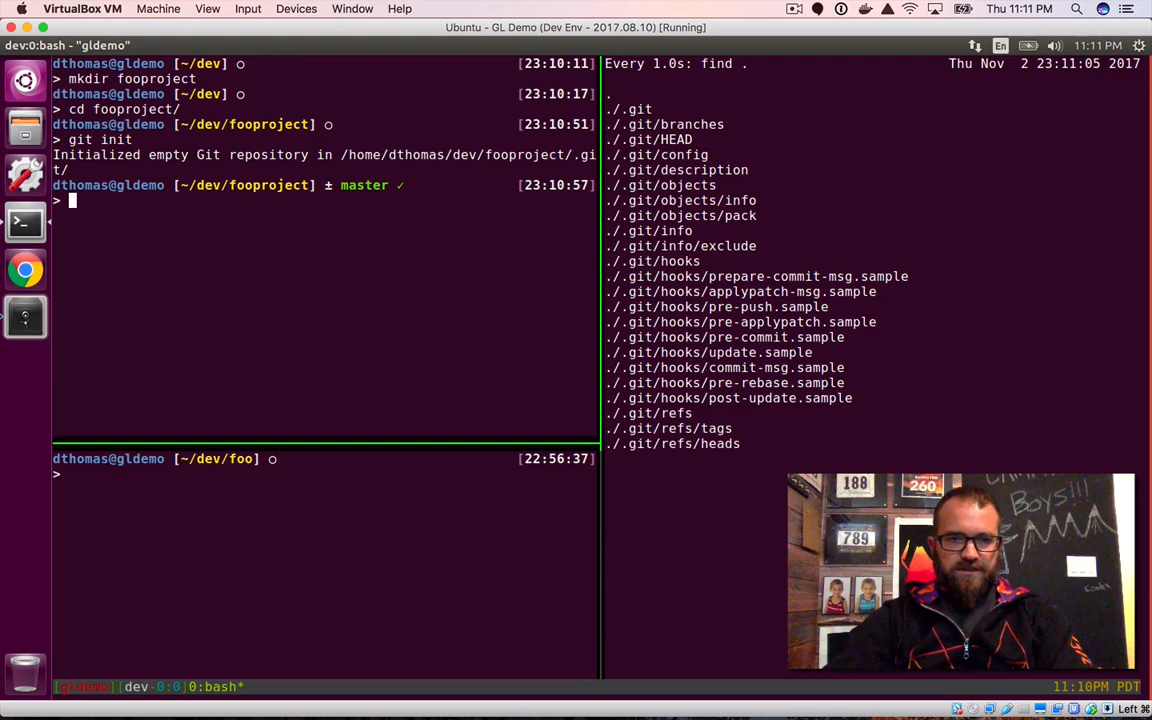 VirtualBox VM Machine View Input Devices Window Help Thu 11:11 PM
Ubuntu - GL Demo (Dev Env - 2017.08.10) [Running]
dev:0:bash - "gldemo" En 11:11 PM
dthomas@gldemo [~/dev] ○ [23:10:11]
> mkdir fooproject
dthomas@gldemo [~/dev] ○ [23:10:17]
> cd fooproject/
dthomas@gldemo [~/dev/fooproject] ○ [23:10:51]
> git init
Initialized empty Git repository in /home/dthomas/dev/fooproject/.gi
t/
dthomas@gldemo [~/dev/fooproject] ± master ✓ [23:10:57]
>
Every 1.0s: find . Thu Nov 2 23:11:05 2017
.
./.git
./.git/branches
./.git/HEAD
./.git/config
./.git/description
./.git/objects
./.git/objects/info
./.git/objects/pack
./.git/info
./.git/info/exclude
./.git/hooks
./.git/hooks/prepare-commit-msg.sample
./.git/hooks/applypatch-msg.sample
./.git/hooks/pre-push.sample
./.git/hooks/pre-applypatch.sample
./.git/hooks/pre-commit.sample
./.git/hooks/update.sample
./.git/hooks/commit-msg.sample
./.git/hooks/pre-rebase.sample
./.git/hooks/post-update.sample
./.git/refs
./.git/refs/tags
./.git/refs/heads
dthomas@gldemo [~/dev/foo] ○ [22:56:37]
>
188
260
789
BOYS!!!
[gldemo][dev-0:0]0:bash* 11:10PM PDT
Left ⌘